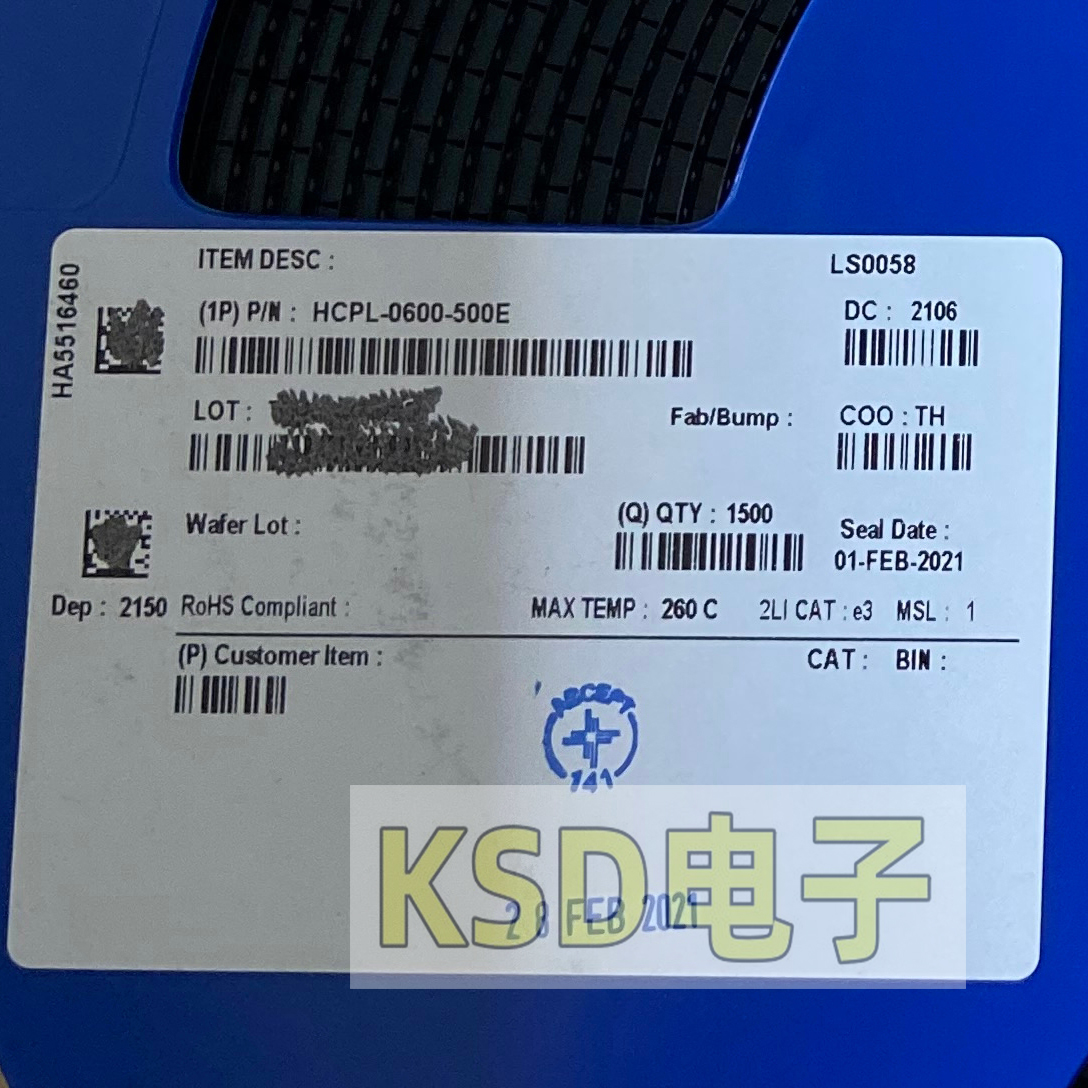 ITEM DESC :
LS0058
HA5516460
(1P) P/N : HCPL-0600-500E
DC : 2106
LOT :
Fab/Bump :
COO : TH
Wafer Lot :
(Q) QTY : 1500
Seal Date :
01-FEB-2021
Dep : 2150
RoHS Compliant :
MAX TEMP : 260 C
2LI CAT : e3
MSL : 1
(P) Customer Item :
CAT :
BIN :
ACCEPT
141
KSD电子
28 FEB 2021